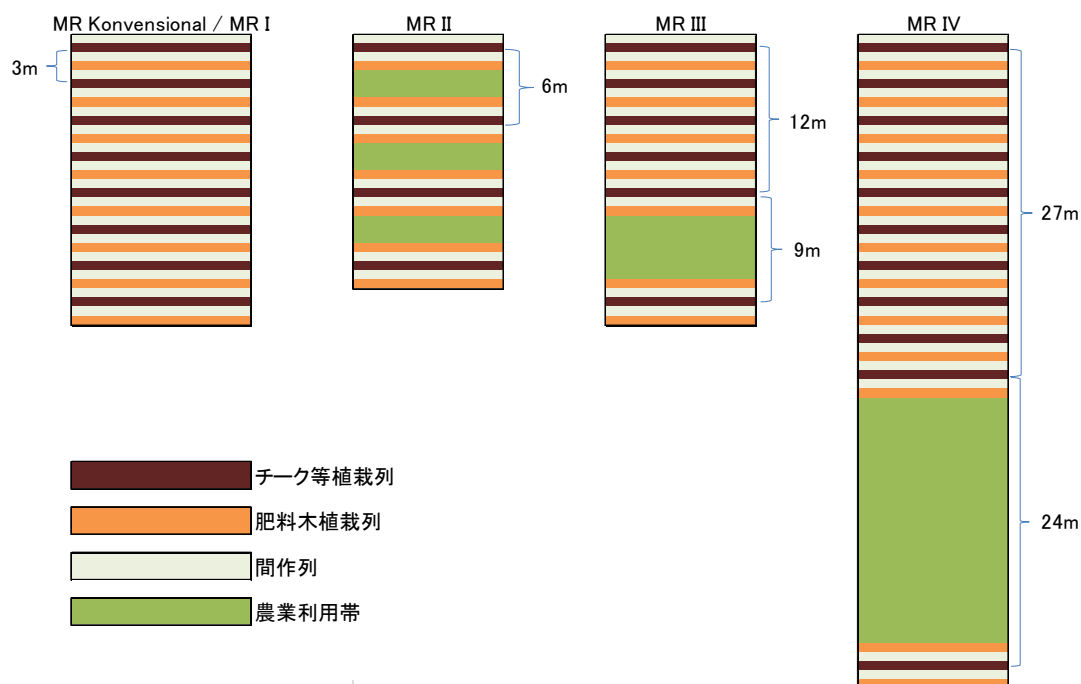 MR Konvensional / MR I
MR II
MR III
MR IV
3m
6m
12m
9m
27m
24m
チーク等植栽列
肥料木植栽列
間作列
農業利用帯